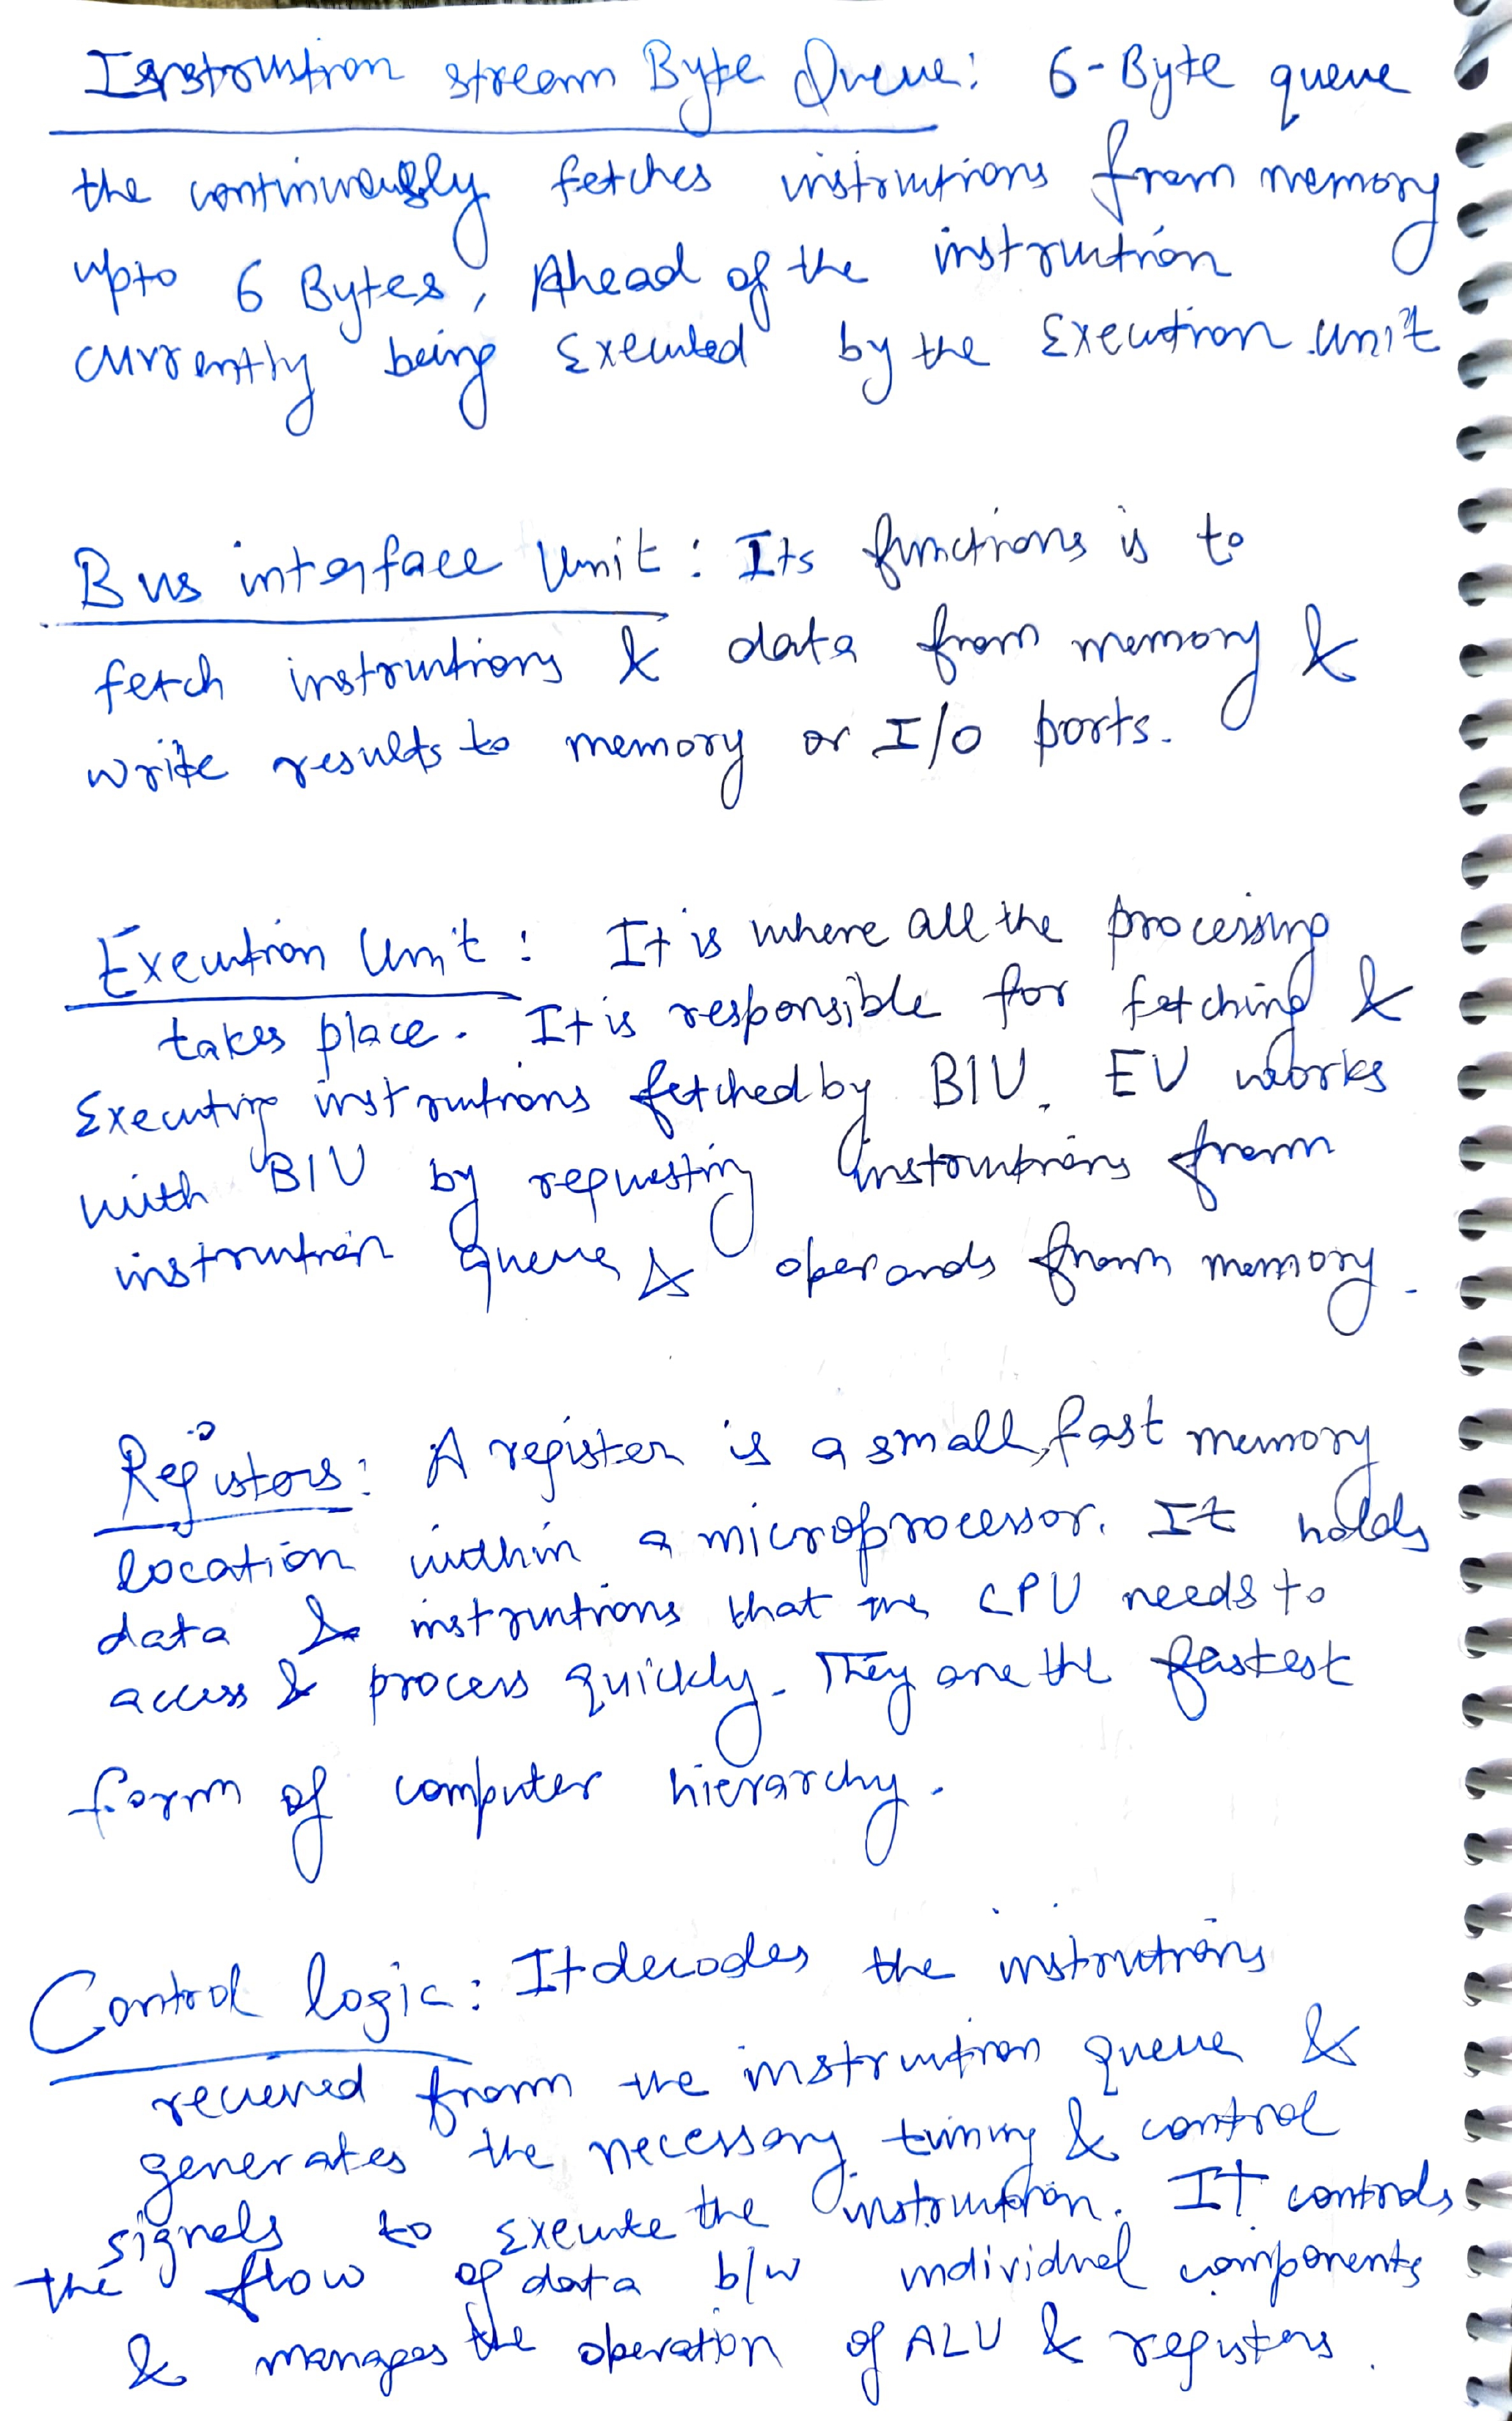 Instruction stream Byte Queue: 6-Byte queue
the continuously fetches instructions from memory
upto 6 Bytes, Ahead of the instruction
currently being Executed by the Execution unit
Bus interface Unit: Its functions is to
fetch instructions & data from memory &
write results to memory or I/O ports.
Execution Unit: It is where all the processing
takes place. It is responsible for fetching &
Executing instructions fetched by BIU. EU works
with BIU by requesting instructions from
instruction queue & operands from memory.
Registors: A register is a small, fast memory
location within a microprocessor. It holds
data & instructions that the CPU needs to
access & process quickly. They are the fastest
form of computer hierarchy.
Control logic: It decodes the instructions
recieved from the instruction queue &
generates the necessary timing & control
signals to Execute the instruction. It controls
the flow of data b/w individual components
& manages the operation of ALU & registers.